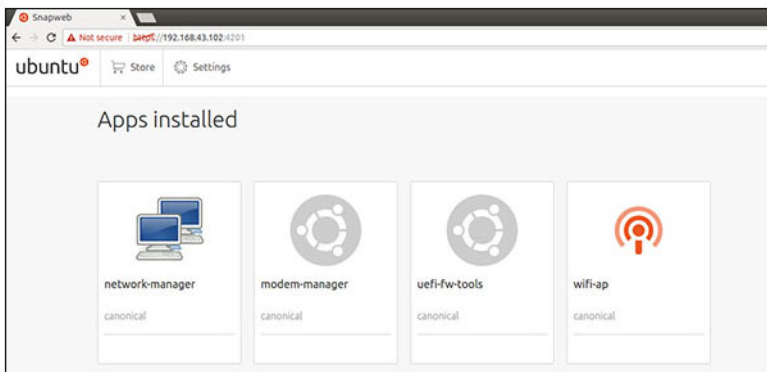 Snapweb
Not secure https://192.168.43.102:4201
ubuntu Store Settings
Apps installed
network-manager modem-manager uefi-fw-tools wifi-ap
canonical canonical canonical canonical